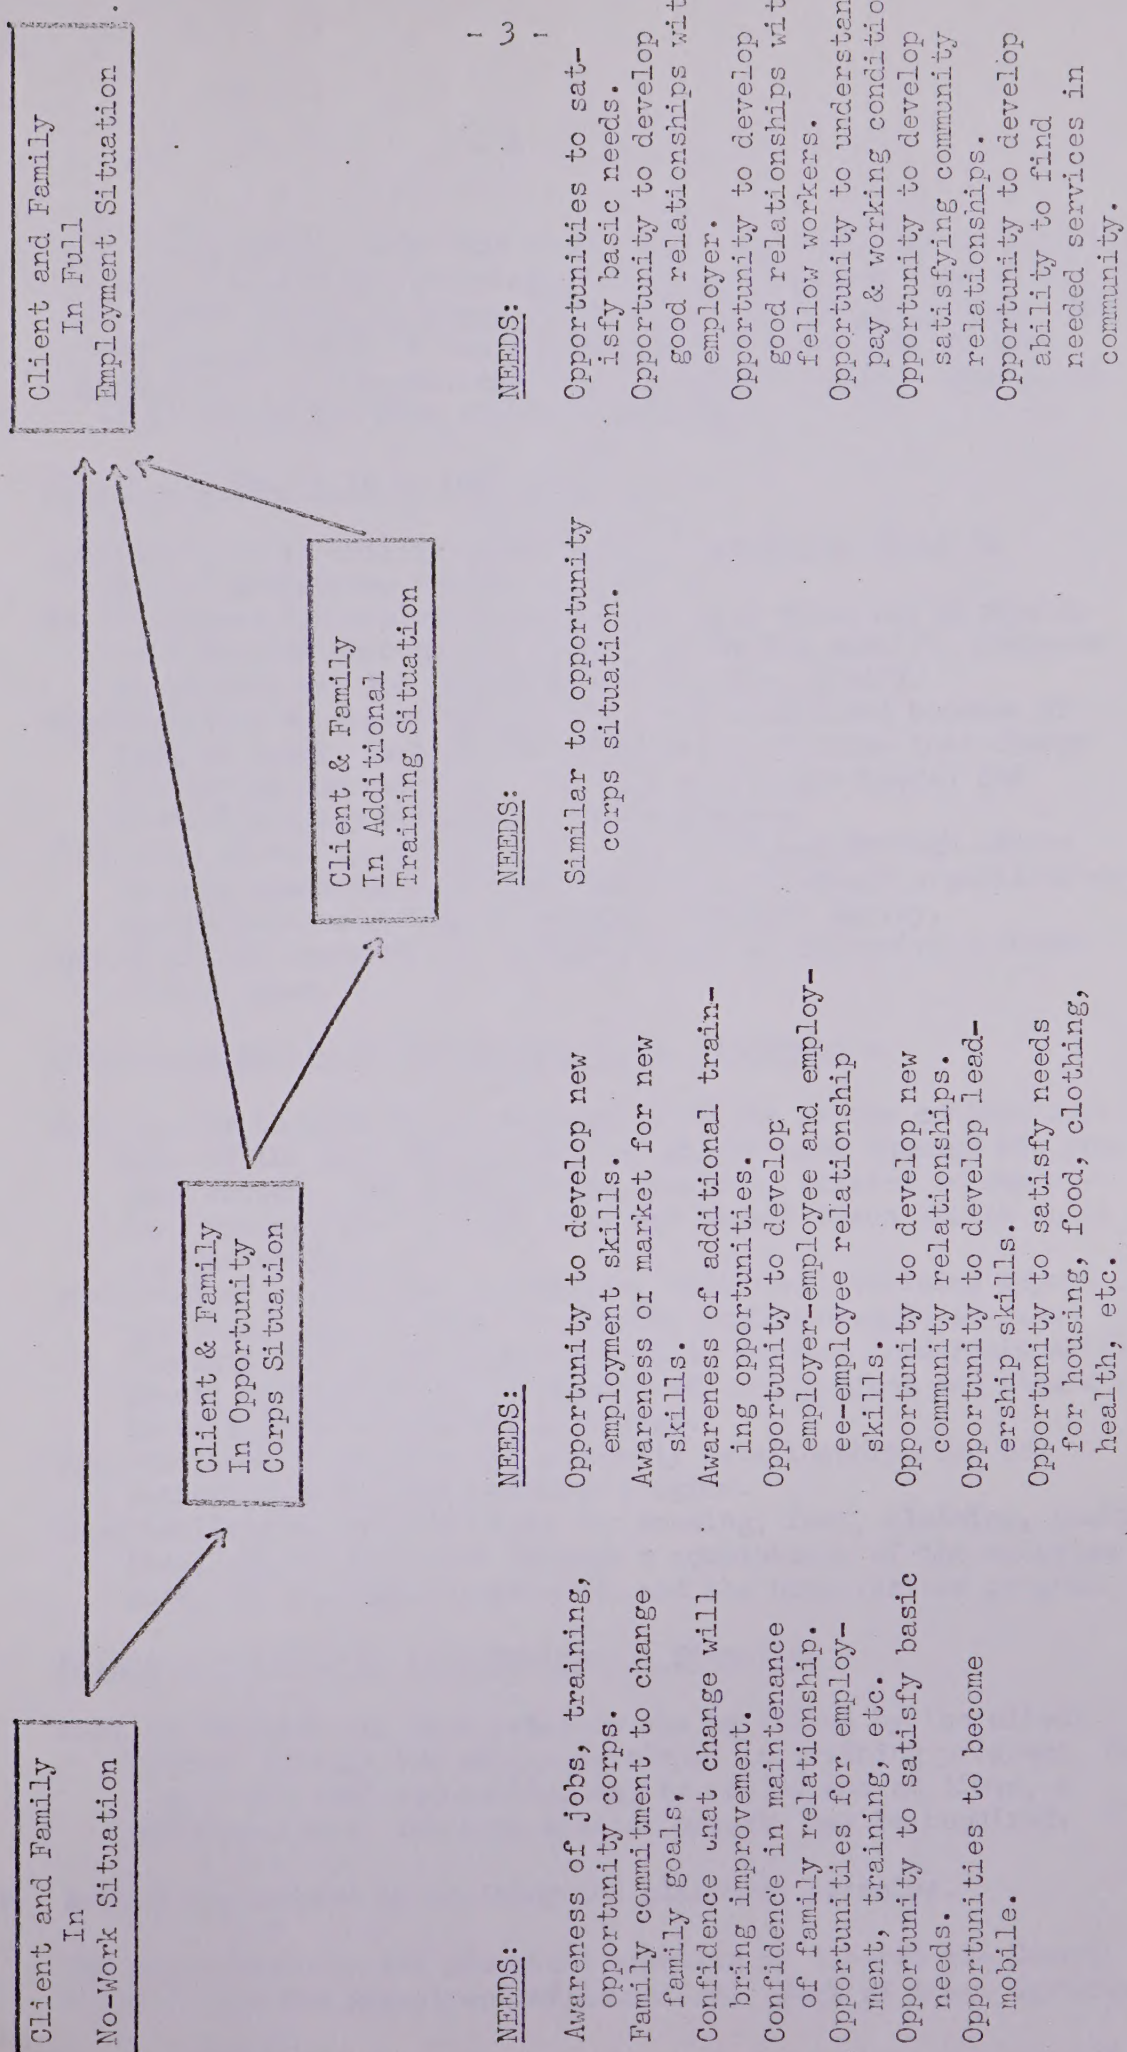 - 3 -
Client and Family
In
No-Work Situation
Client & Family
In Opportunity
Corps Situation
Client & Family
In Additional
Training Situation
Client and Family
In Full
Employment Situation
NEEDS:
Awareness of jobs, training,
opportunity corps.
Family commitment to change
family goals,
Confidence that change will
bring improvement.
Confidence in maintenance
of family relationship.
Opportunities for employ-
ment, training, etc.
Opportunity to satisfy basic
needs.
Opportunities to become
mobile.
NEEDS:
Opportunity to develop new
employment skills.
Awareness of market for new
skills.
Awareness of additional train-
ing opportunities.
Opportunity to develop
employer-employee and employ-
ee-employee relationship
skills.
Opportunity to develop new
community relationships.
Opportunity to develop lead-
ership skills.
Opportunity to satisfy needs
for housing, food, clothing,
health, etc.
NEEDS:
Similar to opportunity
corps situation.
NEEDS:
Opportunities to sat-
isfy basic needs.
Opportunity to develop
good relationships wit
employer.
Opportunity to develop
good relationships wit
fellow workers.
Opportunity to understan
pay & working conditio
Opportunity to develop
satisfying community
relationships.
Opportunity to develop
ability to find
needed services in
community.